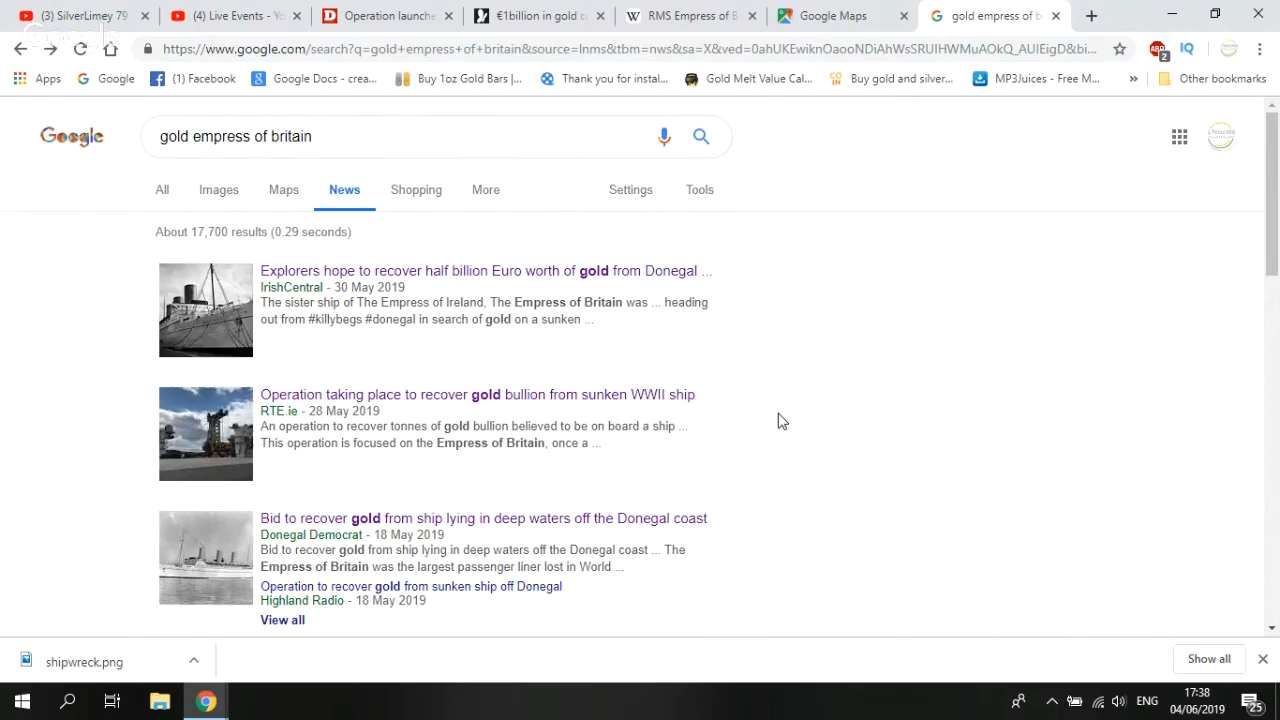 (3) SilverLimey 79
(4) Live Events - Yo
Operation launche
€1billion in gold c
RMS Empress of B
Google Maps
gold empress of b
https://www.google.com/search?q=gold+empress+of+britain&source=lnms&tbm=nws&sa=X&ved=0ahUKEwiknOaooNDiAhWsSRUIHWMuAOkQ_AUIEigD&bi...
2
IQ
Apps
Google
(1) Facebook
Google Docs - crea...
Buy 1oz Gold Bars |...
Thank you for instal...
Gold Melt Value Cal...
Buy gold and silver...
MP3Juices - Free M...
»
Other bookmarks
Google
gold empress of britain
All Images Maps News Shopping More Settings Tools
About 17,700 results (0.29 seconds)
Explorers hope to recover half billion Euro worth of gold from Donegal ...
IrishCentral - 30 May 2019
The sister ship of The Empress of Ireland, The Empress of Britain was ... heading
out from #killybegs #donegal in search of gold on a sunken ...
Operation taking place to recover gold bullion from sunken WWII ship
RTE.ie - 28 May 2019
An operation to recover tonnes of gold bullion believed to be on board a ship ...
This operation is focused on the Empress of Britain, once a ...
Bid to recover gold from ship lying in deep waters off the Donegal coast
Donegal Democrat - 18 May 2019
Bid to recover gold from ship lying in deep waters off the Donegal coast ... The
Empress of Britain was the largest passenger liner lost in World ...
Operation to recover gold from sunken ship off Donegal
Highland Radio - 18 May 2019
View all
shipwreck.png
Show all
ENG
17:38
04/06/2019
25